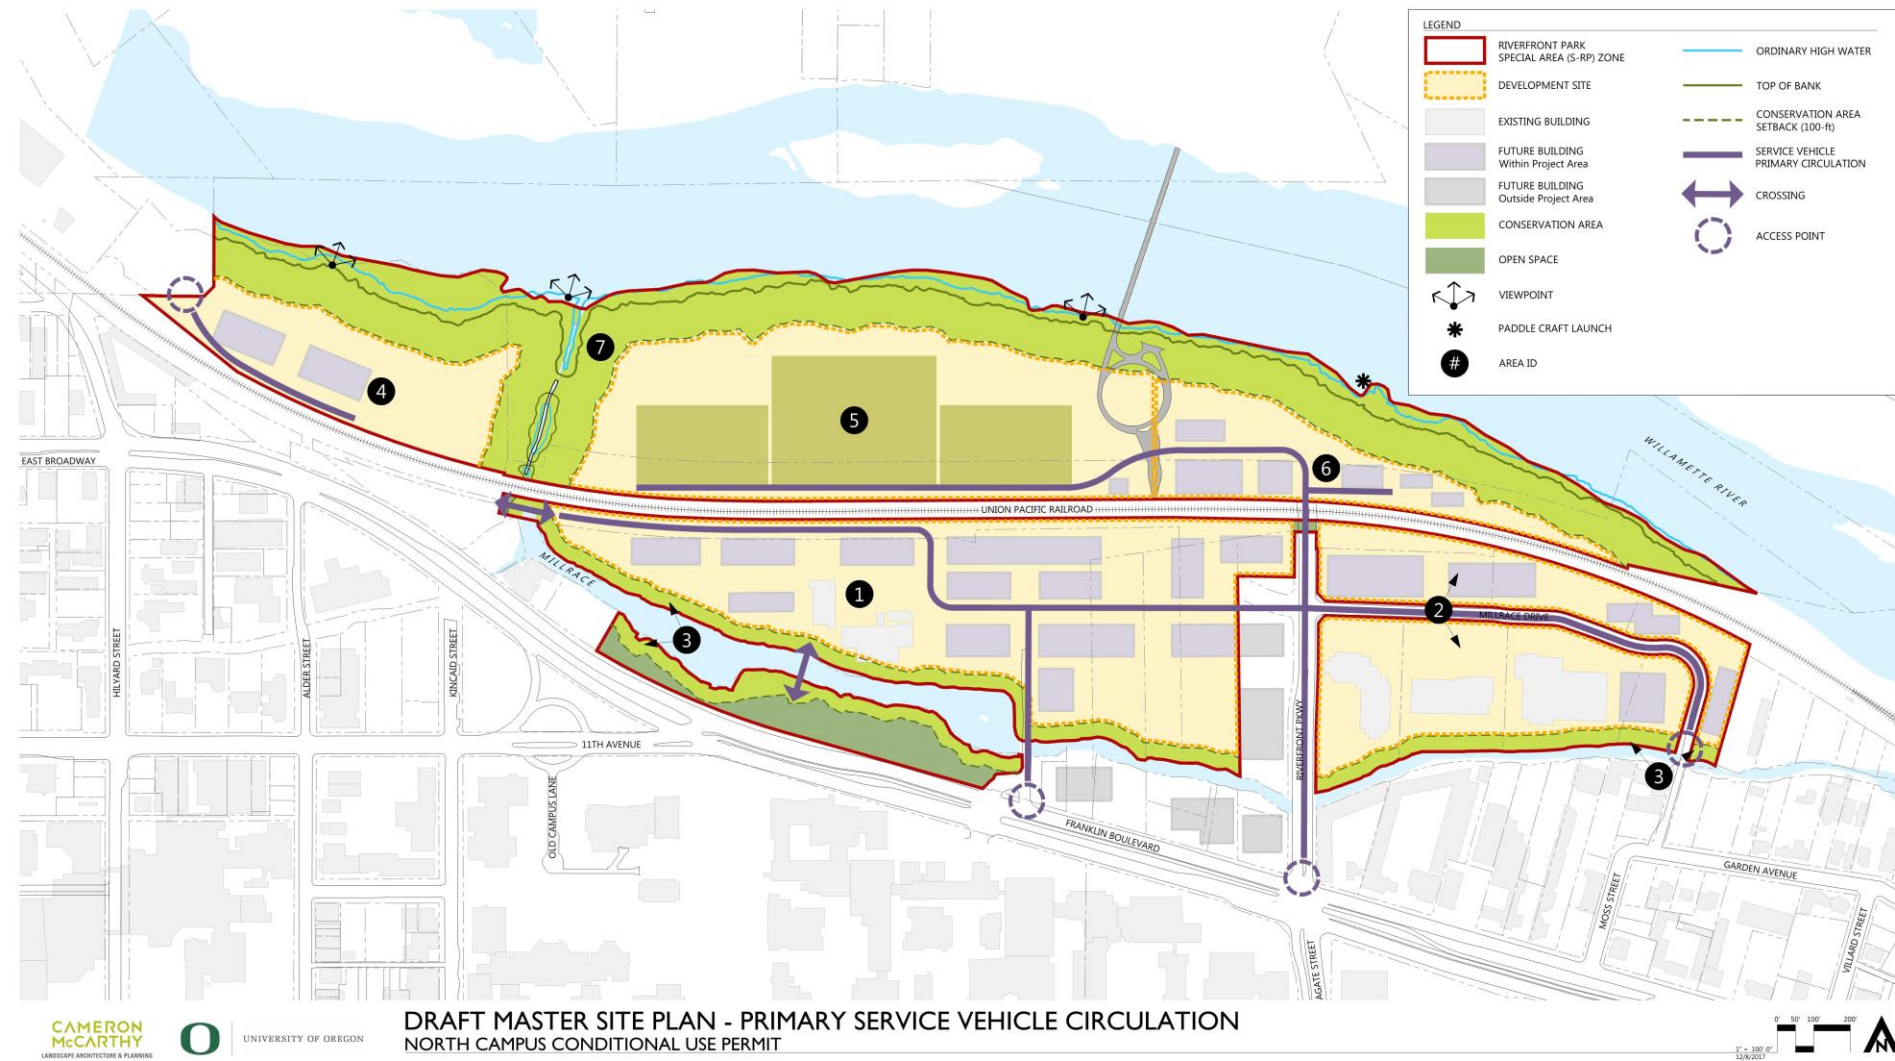 LEGEND
RIVERFRONT PARK
SPECIAL AREA (S-RP) ZONE
DEVELOPMENT SITE
EXISTING BUILDING
FUTURE BUILDING
Within Project Area
FUTURE BUILDING
Outside Project Area
CONSERVATION AREA
OPEN SPACE
VIEWPOINT
PADDLE CRAFT LAUNCH
#
AREA ID
ORDINARY HIGH WATER
TOP OF BANK
CONSERVATION AREA
SETBACK (100-ft)
SERVICE VEHICLE
PRIMARY CIRCULATION
CROSSING
ACCESS POINT
7
4
5
6
WILLAMETTE RIVER
EAST BROADWAY
UNION PACIFIC RAILROAD
MILLRACE
1
2
MILLRACE DRIVE
3
HILYARD STREET
ALDER STREET
KINCAID STREET
11TH AVENUE
RIVERFRONT PKWY
3
OLD CAMPUS LANE
FRANKLIN BOULEVARD
GARDEN AVENUE
MOSS STREET
VILLARD STREET
AGATE STREET
CAMERON
McCARTHY
LANDSCAPE ARCHITECTURE & PLANNING
O
UNIVERSITY OF OREGON
DRAFT MASTER SITE PLAN - PRIMARY SERVICE VEHICLE CIRCULATION
NORTH CAMPUS CONDITIONAL USE PERMIT
0' 50' 100' 200'
1" = 100'-0"
12/8/2017
N